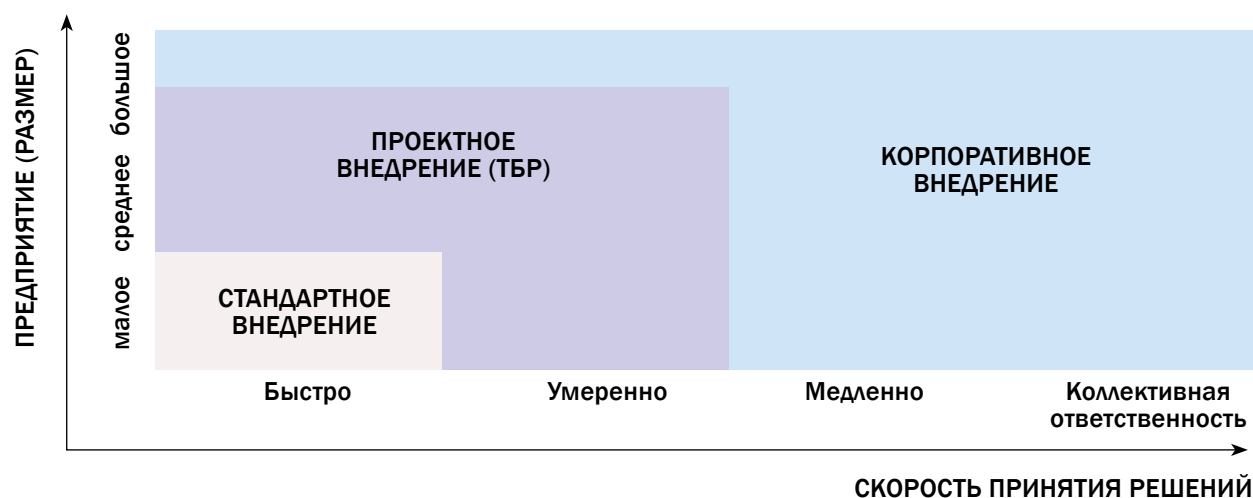 ПРЕДПРИЯТИЕ (РАЗМЕР)
большое
среднее
малое
ПРОЕКТНОЕ
ВНЕДРЕНИЕ (ТБР)
КОРПОРАТИВНОЕ
ВНЕДРЕНИЕ
СТАНДАРТНОЕ
ВНЕДРЕНИЕ
Быстро
Умеренно
Медленно
Коллективная
ответственность
СКОРОСТЬ ПРИНЯТИЯ РЕШЕНИЙ